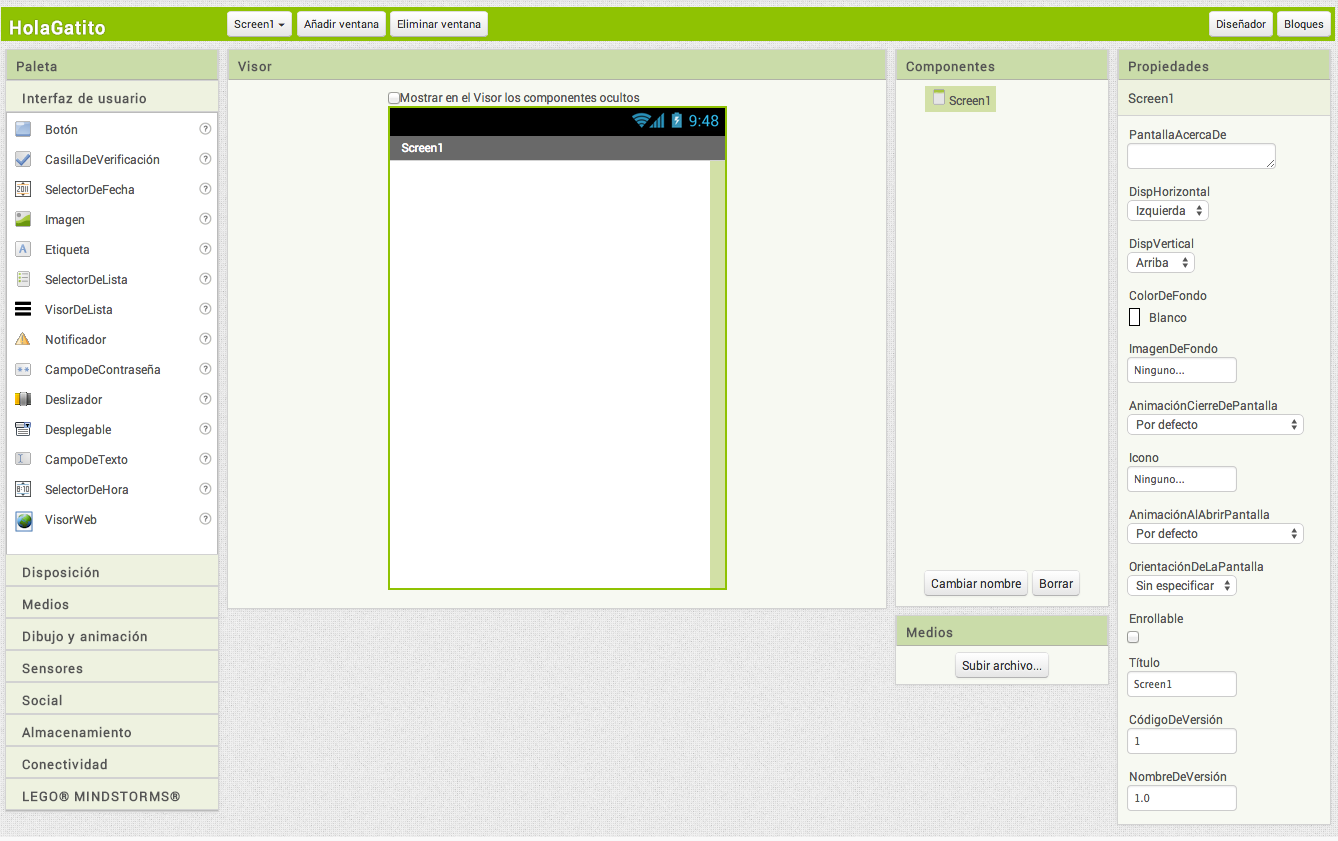 HolaGatito
Screen1
Añadir ventana
Eliminar ventana
Diseñador
Bloques
Paleta
Interfaz de usuario
Botón
CasillaDeVerificación
SelectorDeFecha
Imagen
Etiqueta
SelectorDeLista
VisorDeLista
Notificador
CampoDeContraseña
Deslizador
Desplegable
CampoDeTexto
SelectorDeHora
VisorWeb
Disposición
Medios
Dibujo y animación
Sensores
Social
Almacenamiento
Conectividad
LEGO® MINDSTORMS®
Visor
Mostrar en el Visor los componentes ocultos
9:48
Screen1
Componentes
Screen1
Cambiar nombre
Borrar
Medios
Subir archivo...
Propiedades
Screen1
PantallaAcercaDe
DispHorizontal
Izquierda
DispVertical
Arriba
ColorDeFondo
Blanco
ImagenDeFondo
Ninguno...
AnimaciónCierreDePantalla
Por defecto
Icono
Ninguno...
AnimaciónAlAbrirPantalla
Por defecto
OrientaciónDeLaPantalla
Sin especificar
Enrollable
Título
Screen1
CódigoDeVersión
1
NombreDeVersión
1.0